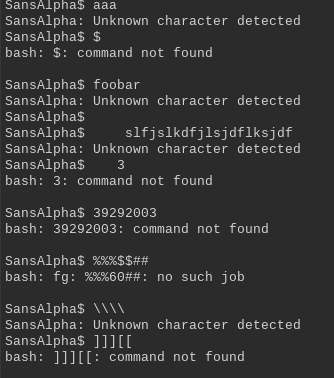 SansAlpha$ aaa
SansAlpha: Unknown character detected
SansAlpha$ $
bash: $: command not found
SansAlpha$ foobar
SansAlpha: Unknown character detected
SansAlpha$
SansAlpha$     slfjslkdfjlsjdflksjdf
SansAlpha: Unknown character detected
SansAlpha$    3
bash: 3: command not found
SansAlpha$ 39292003
bash: 39292003: command not found
SansAlpha$ %%%$$##
bash: fg: %%%60##: no such job
SansAlpha$ \\\\
SansAlpha: Unknown character detected
SansAlpha$ ]]][[
bash: ]]][[: command not found